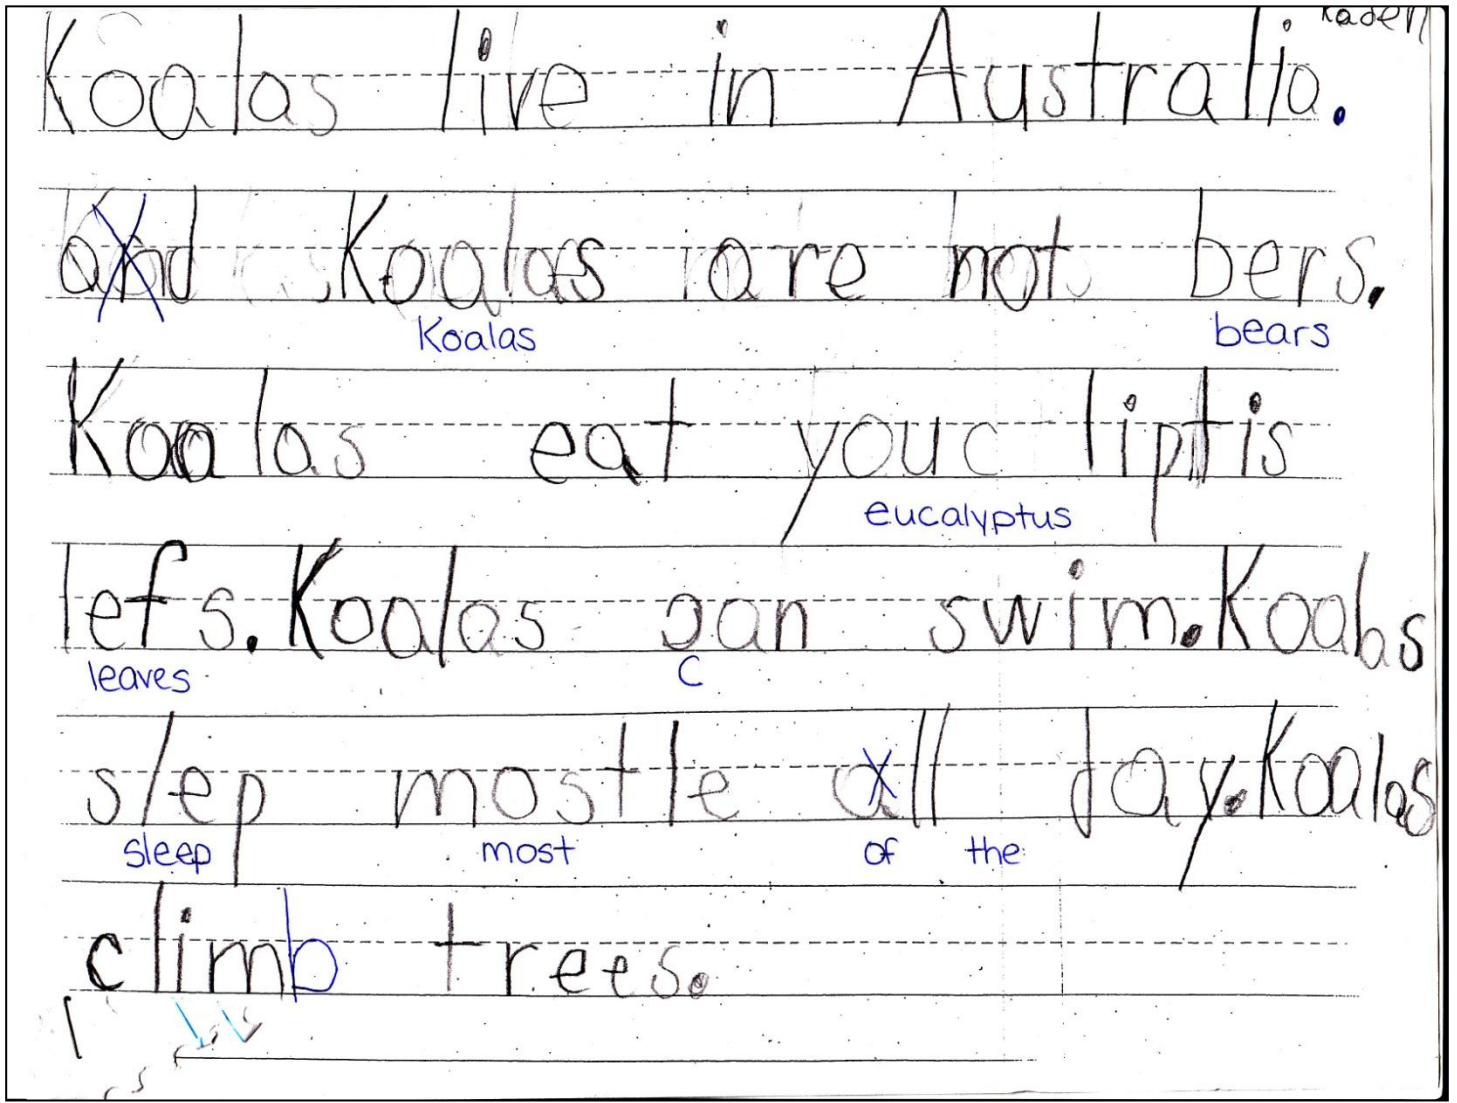 Kaden
Koalas live in Australia.
and Koalas are not bers.
Koalas bears
Koalas eat youc liptis
eucalyptus
lefs. Koalas can swim. Koalas
leaves c
slep mostle all day. Koalas
sleep most of the
climb trees.